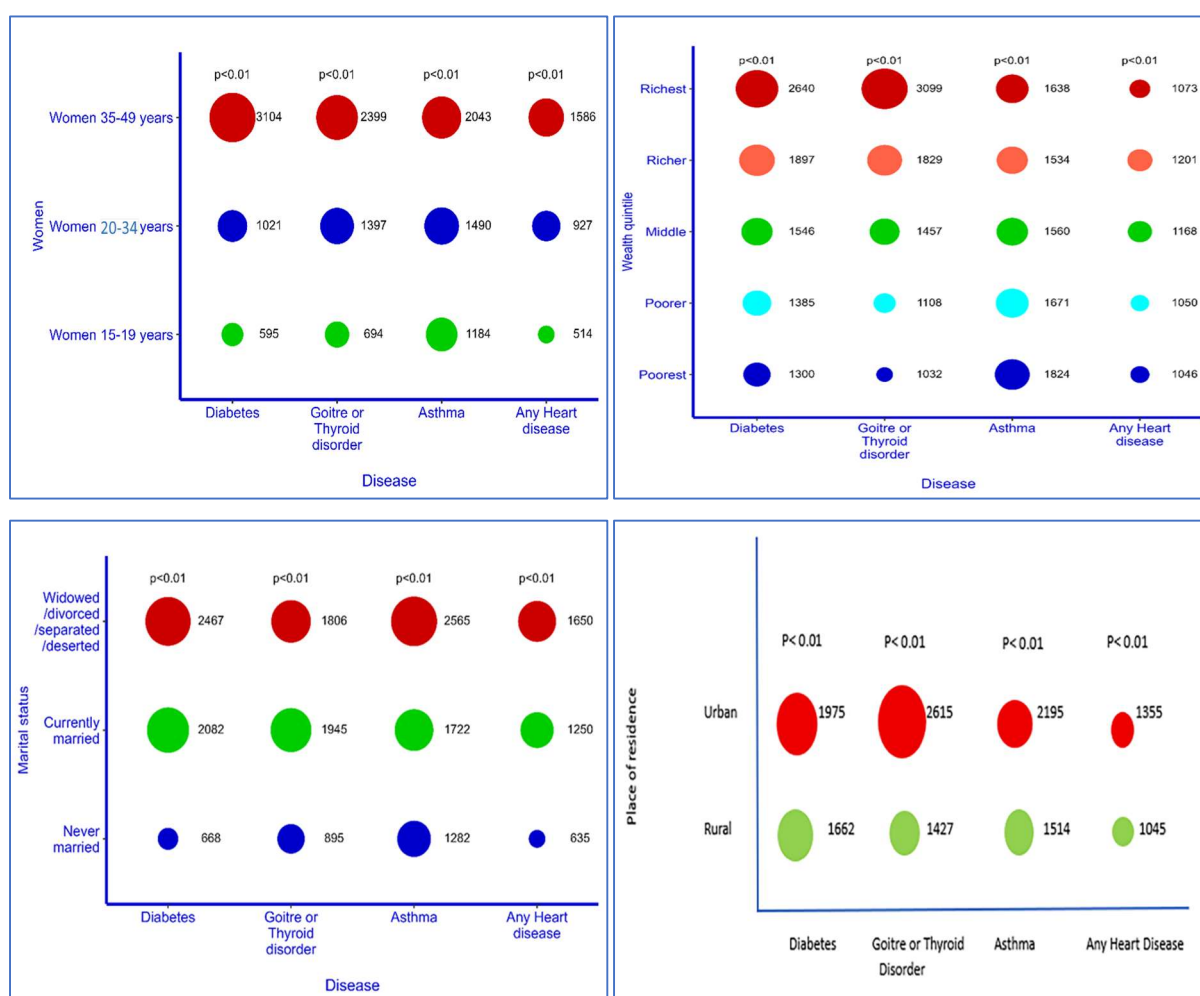 p<0.01 p<0.01 p<0.01 p<0.01
Women 35-49 years 3104 2399 2043 1586
Women 20-34 years 1021 1397 1490 927
Women 15-19 years 595 694 1184 514
Women
Diabetes Goitre or Asthma Any Heart
Thyroid disease
disorder
Disease
p<0.01 p<0.01 p<0.01 p<0.01
Richest 2640 3099 1638 1073
Richer 1897 1829 1534 1201
Middle 1546 1457 1560 1168
Poorer 1385 1108 1671 1050
Poorest 1300 1032 1824 1046
Wealth quintile
Diabetes Goitre or Asthma Any Heart
Thyroid disease
disorder
Disease
p<0.01 p<0.01 p<0.01 p<0.01
Widowed
/divorced
/separated 2467 1806 2565 1650
/deserted
Currently
married 2082 1945 1722 1250
Never
married 668 895 1282 635
Marital status
Diabetes Goitre or Asthma Any Heart
Thyroid disease
disorder
Disease
P< 0.01 P< 0.01 P< 0.01 P< 0.01
Urban 1975 2615 2195 1355
Rural 1662 1427 1514 1045
Place of residence
Diabetes Goitre or Thyroid Asthma Any Heart Disease
Disorder